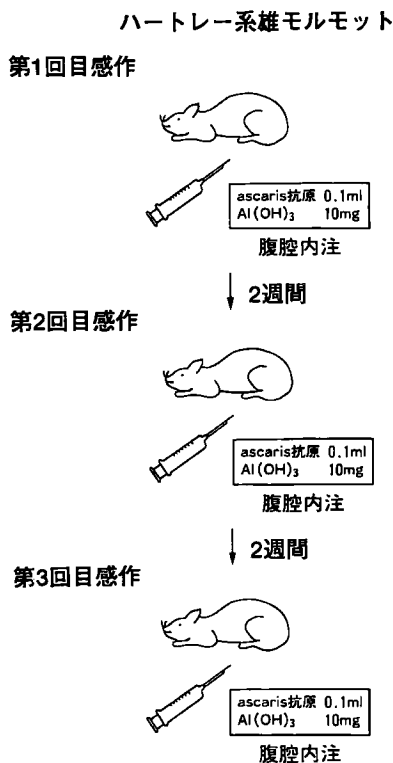 ハートレー系雄モルモット
第1回目感作
ascaris抗原 0.1ml
Al(OH)₃ 10mg
腹腔内注
2週間
第2回目感作
ascaris抗原 0.1ml
Al(OH)₃ 10mg
腹腔内注
2週間
第3回目感作
ascaris抗原 0.1ml
Al(OH)₃ 10mg
腹腔内注